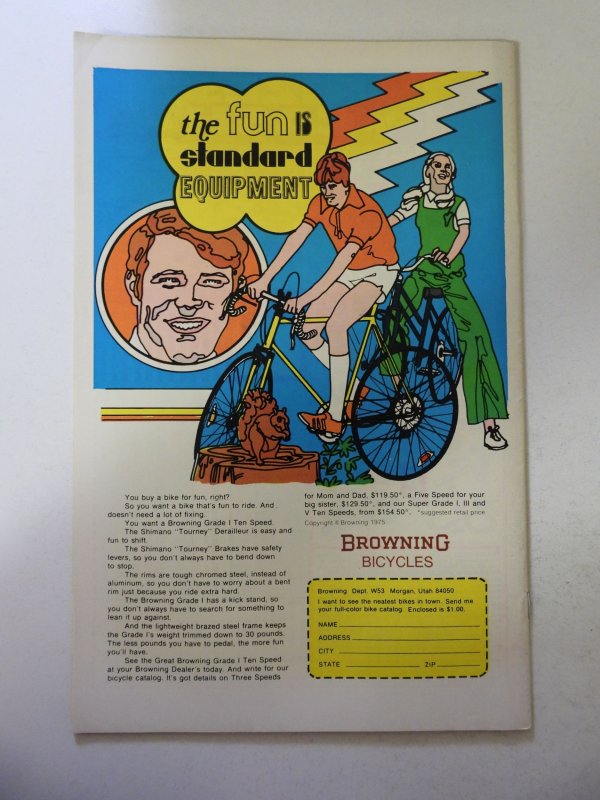 the fun IS
standard
EQUIPMENT
You buy a bike for fun, right?
So you want a bike that's fun to ride. And
doesn't need a lot of fixing.
You want a Browning Grade I Ten Speed.
The Shimano "Tourney" Derailleur is easy and
fun to shift.
The Shimano "Tourney" Brakes have safety
levers, so you don't always have to bend down
to stop.
The rims are tough chromed steel, instead of
aluminum, so you don't have to worry about a bent
rim just because you ride extra hard.
The Browning Grade I has a kick stand, so
you don't always have to search for something to
lean it up against.
And the lightweight brazed steel frame keeps
the Grade I's weight trimmed down to 30 pounds.
The less pounds you have to pedal, the more fun
you'll have.
See the Great Browning Grade I Ten Speed
at your Browning Dealer's today. And write for our
bicycle catalog. It's got details on Three Speeds
for Mom and Dad, $119.50*, a Five Speed for your
big sister, $129.50*, and our Super Grade I, III and
V Ten Speeds, from $154.50*. *suggested retail price
Copyright © Browning 1975
BROWNING
BICYCLES
Browning Dept. W53 Morgan, Utah 84050
I want to see the neatest bikes in town. Send me
your full-color bike catalog. Enclosed is $1.00.
NAME
ADDRESS
CITY
STATE ZIP